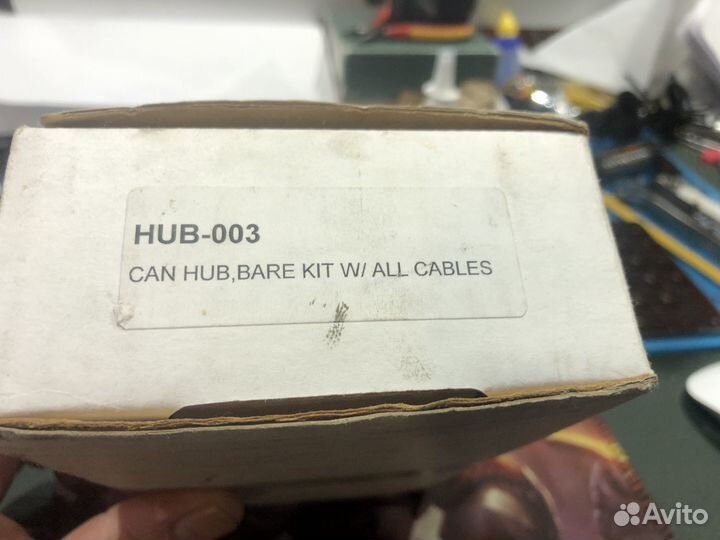 HUB-003
CAN HUB,BARE KIT W/ ALL CABLES
Avito